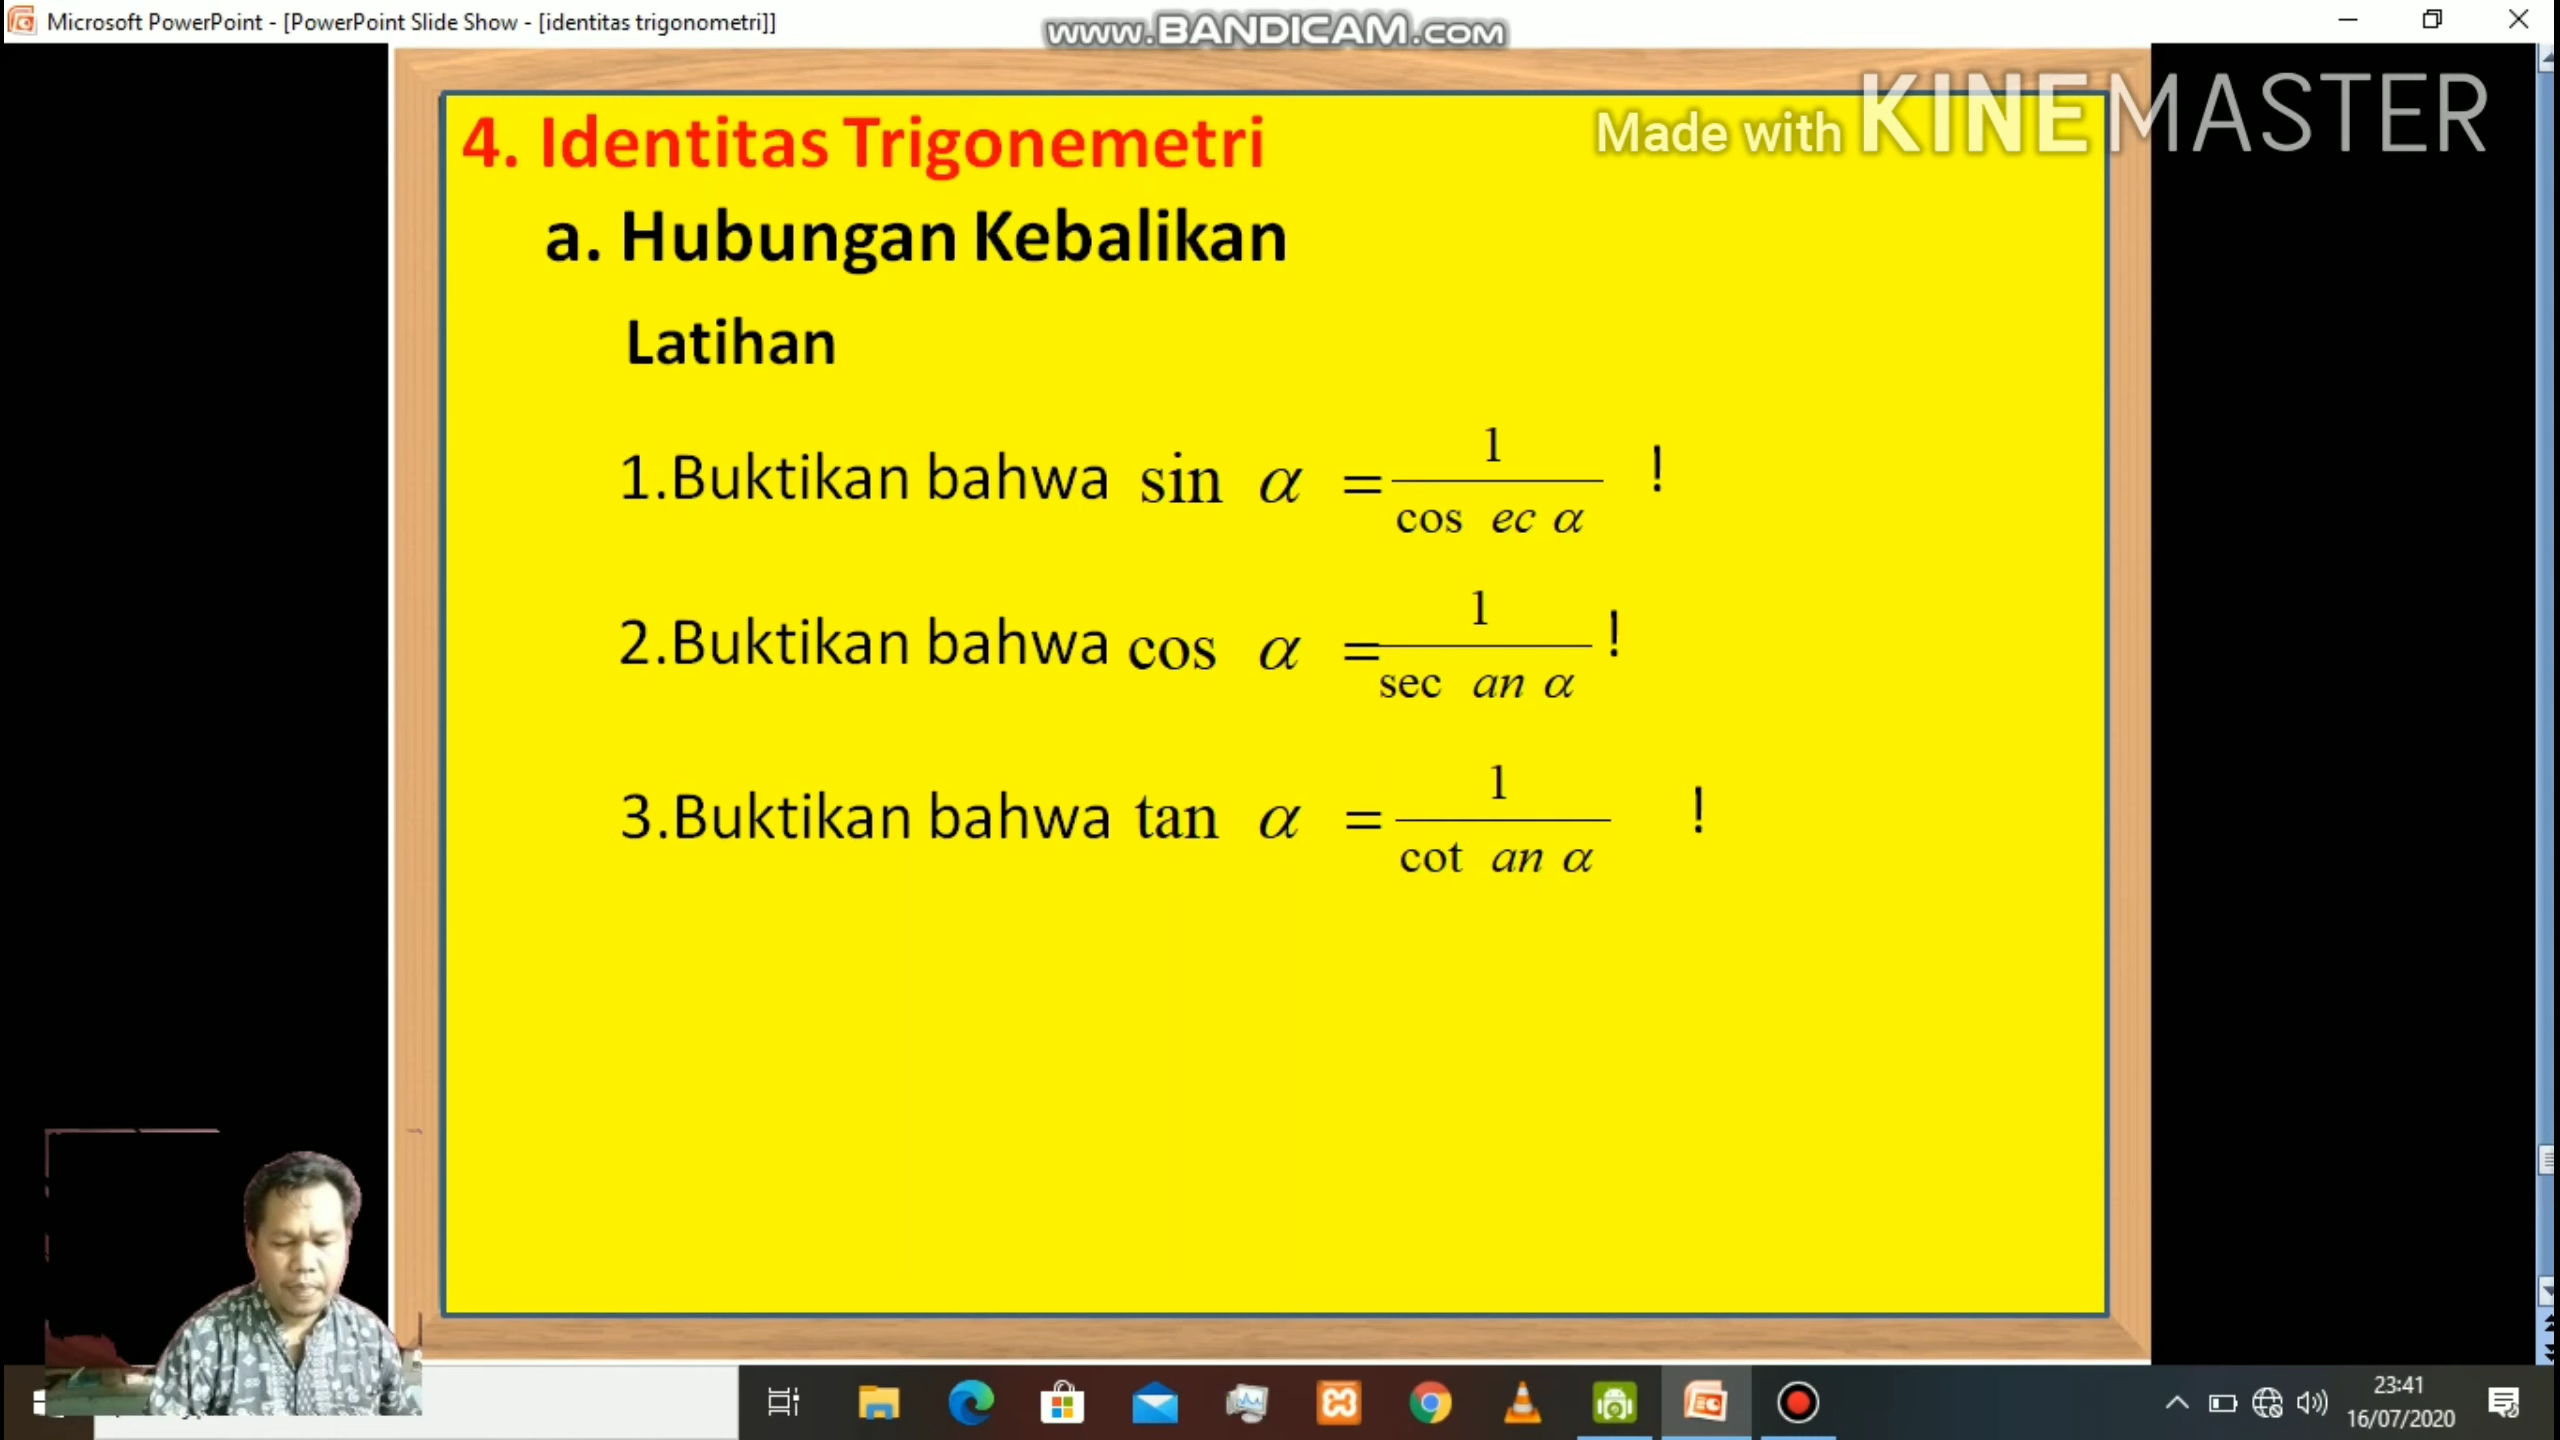 Microsoft PowerPoint - [PowerPoint Slide Show - [identitas trigonometri]]
www.BANDICAM.com
Made with KINEMASTER
4. Identitas Trigonemetri
a. Hubungan Kebalikan
Latihan
1.Buktikan bahwa sin α = 1 / cos ec α !
2.Buktikan bahwa cos α = 1 / sec an α !
3.Buktikan bahwa tan α = 1 / cot an α !
23:41
16/07/2020